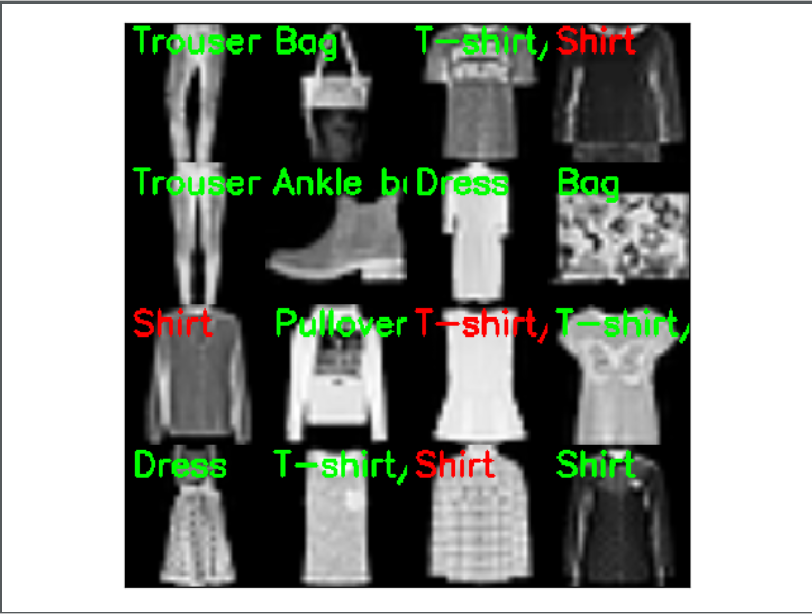 Trouser Bag T-shirt/ Shirt
Trouser Ankle b Dress Bag
Shirt Pullover T-shirt/ T-shirt/
Dress T-shirt/ Shirt Shirt